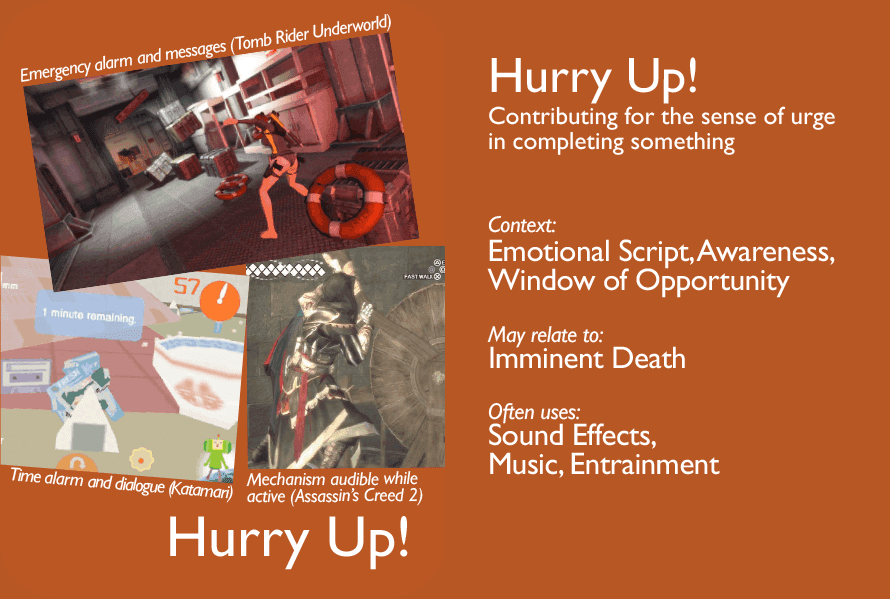 Emergency alarm and messages (Tomb Rider Underworld)
mm
57
1 minute remaining.
FAST WALK
Time alarm and dialogue (Katamari)
Mechanism audible while
active (Assassin's Creed 2)
Hurry Up!
Hurry Up!
Contributing for the sense of urge
in completing something
Context:
Emotional Script, Awareness,
Window of Opportunity
May relate to:
Imminent Death
Often uses:
Sound Effects,
Music, Entrainment